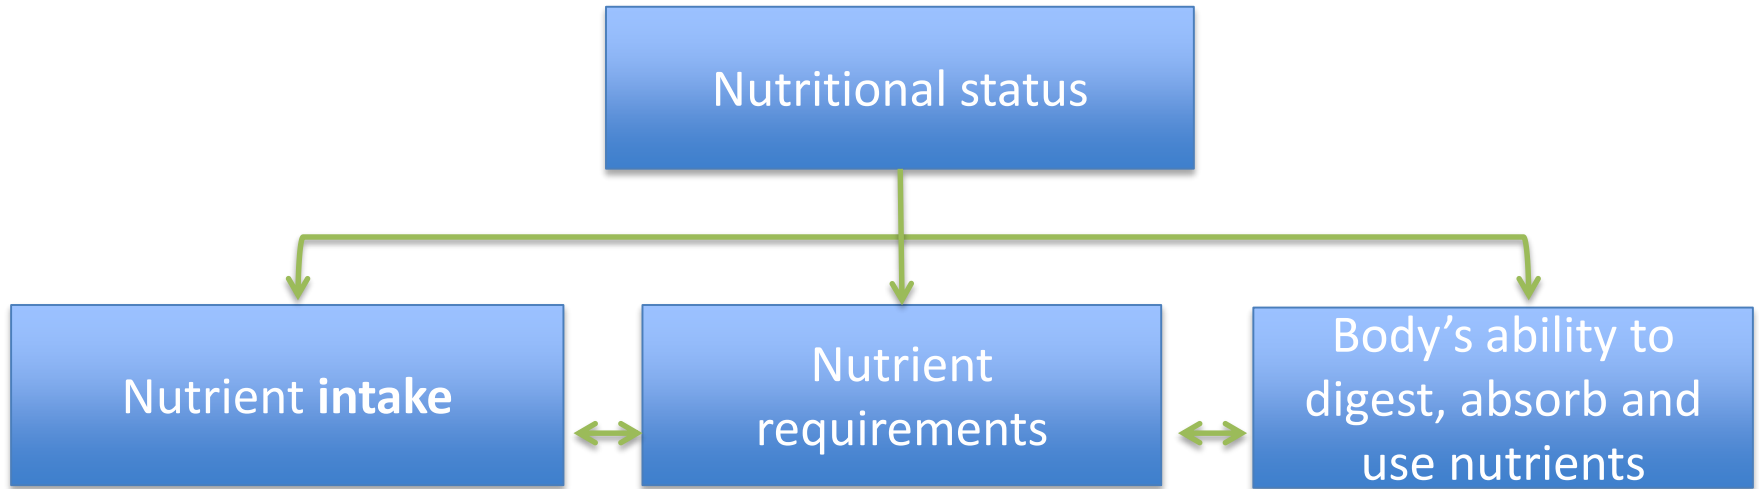 Nutritional status
Nutrient intake
Nutrient
requirements
Body’s ability to
digest, absorb and
use nutrients